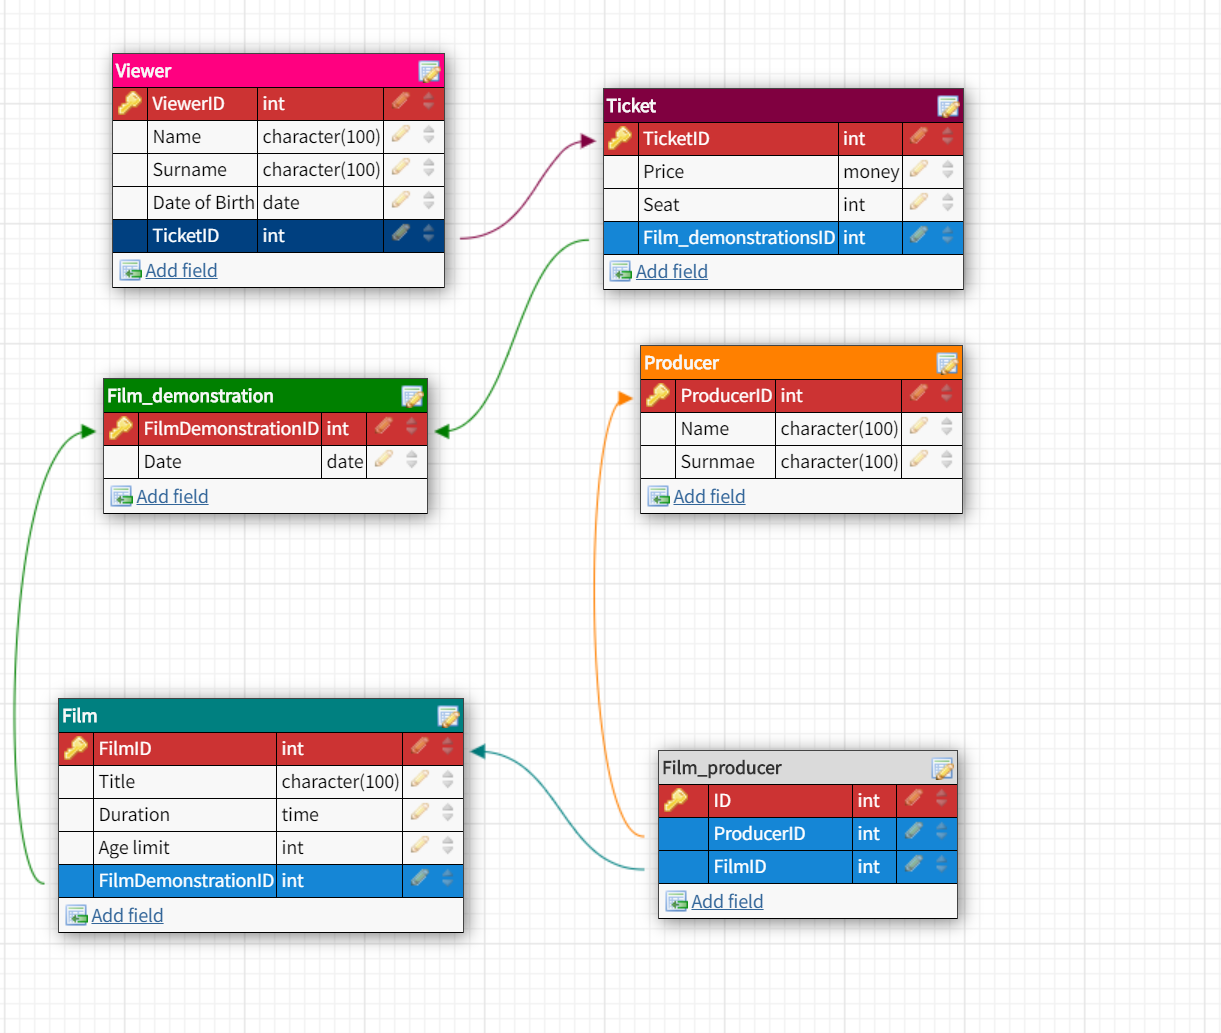 Viewer
ViewerID int
Name character(100)
Surname character(100)
Date of Birth date
TicketID int
Add field
Ticket
TicketID int
Price money
Seat int
Film_demonstrationsID int
Add field
Film_demonstration
FilmDemonstrationID int
Date date
Add field
Producer
ProducerID int
Name character(100)
Surnmae character(100)
Add field
Film
FilmID int
Title character(100)
Duration time
Age limit int
FilmDemonstrationID int
Add field
Film_producer
ID int
ProducerID int
FilmID int
Add field